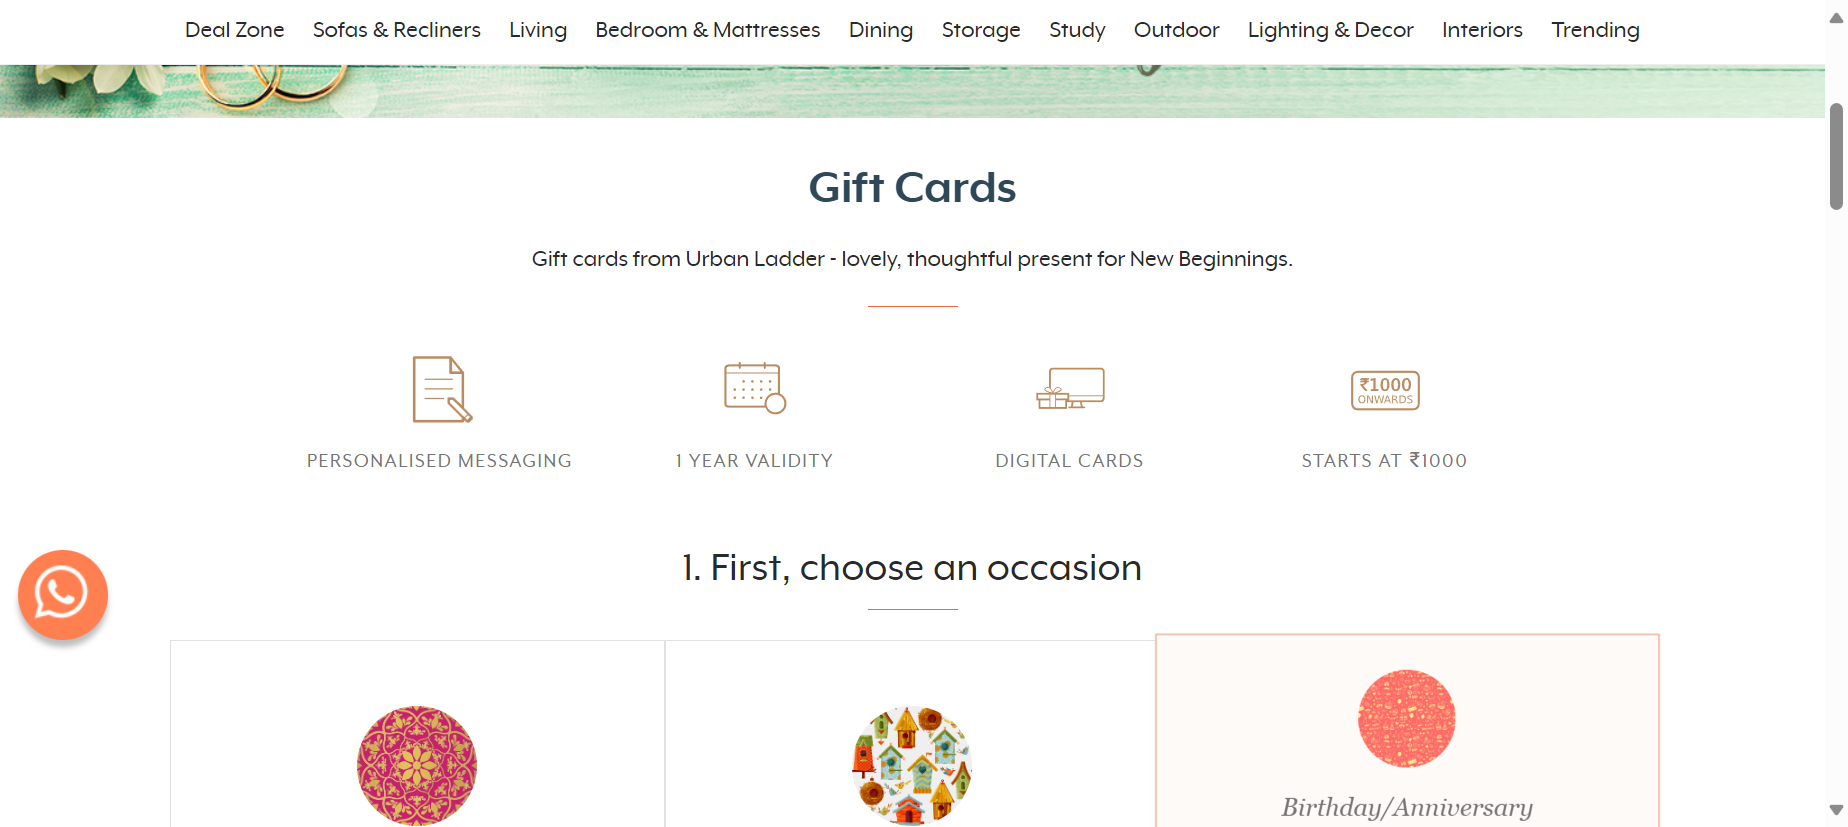 Deal Zone Sofas & Recliners Living Bedroom & Mattresses Dining Storage Study Outdoor Lighting & Decor Interiors Trending
Gift Cards
Gift cards from Urban Ladder - lovely, thoughtful present for New Beginnings.
₹1000
ONWARDS
PERSONALISED MESSAGING 1 YEAR VALIDITY DIGITAL CARDS STARTS AT ₹1000
1. First, choose an occasion
Birthday/Anniversary